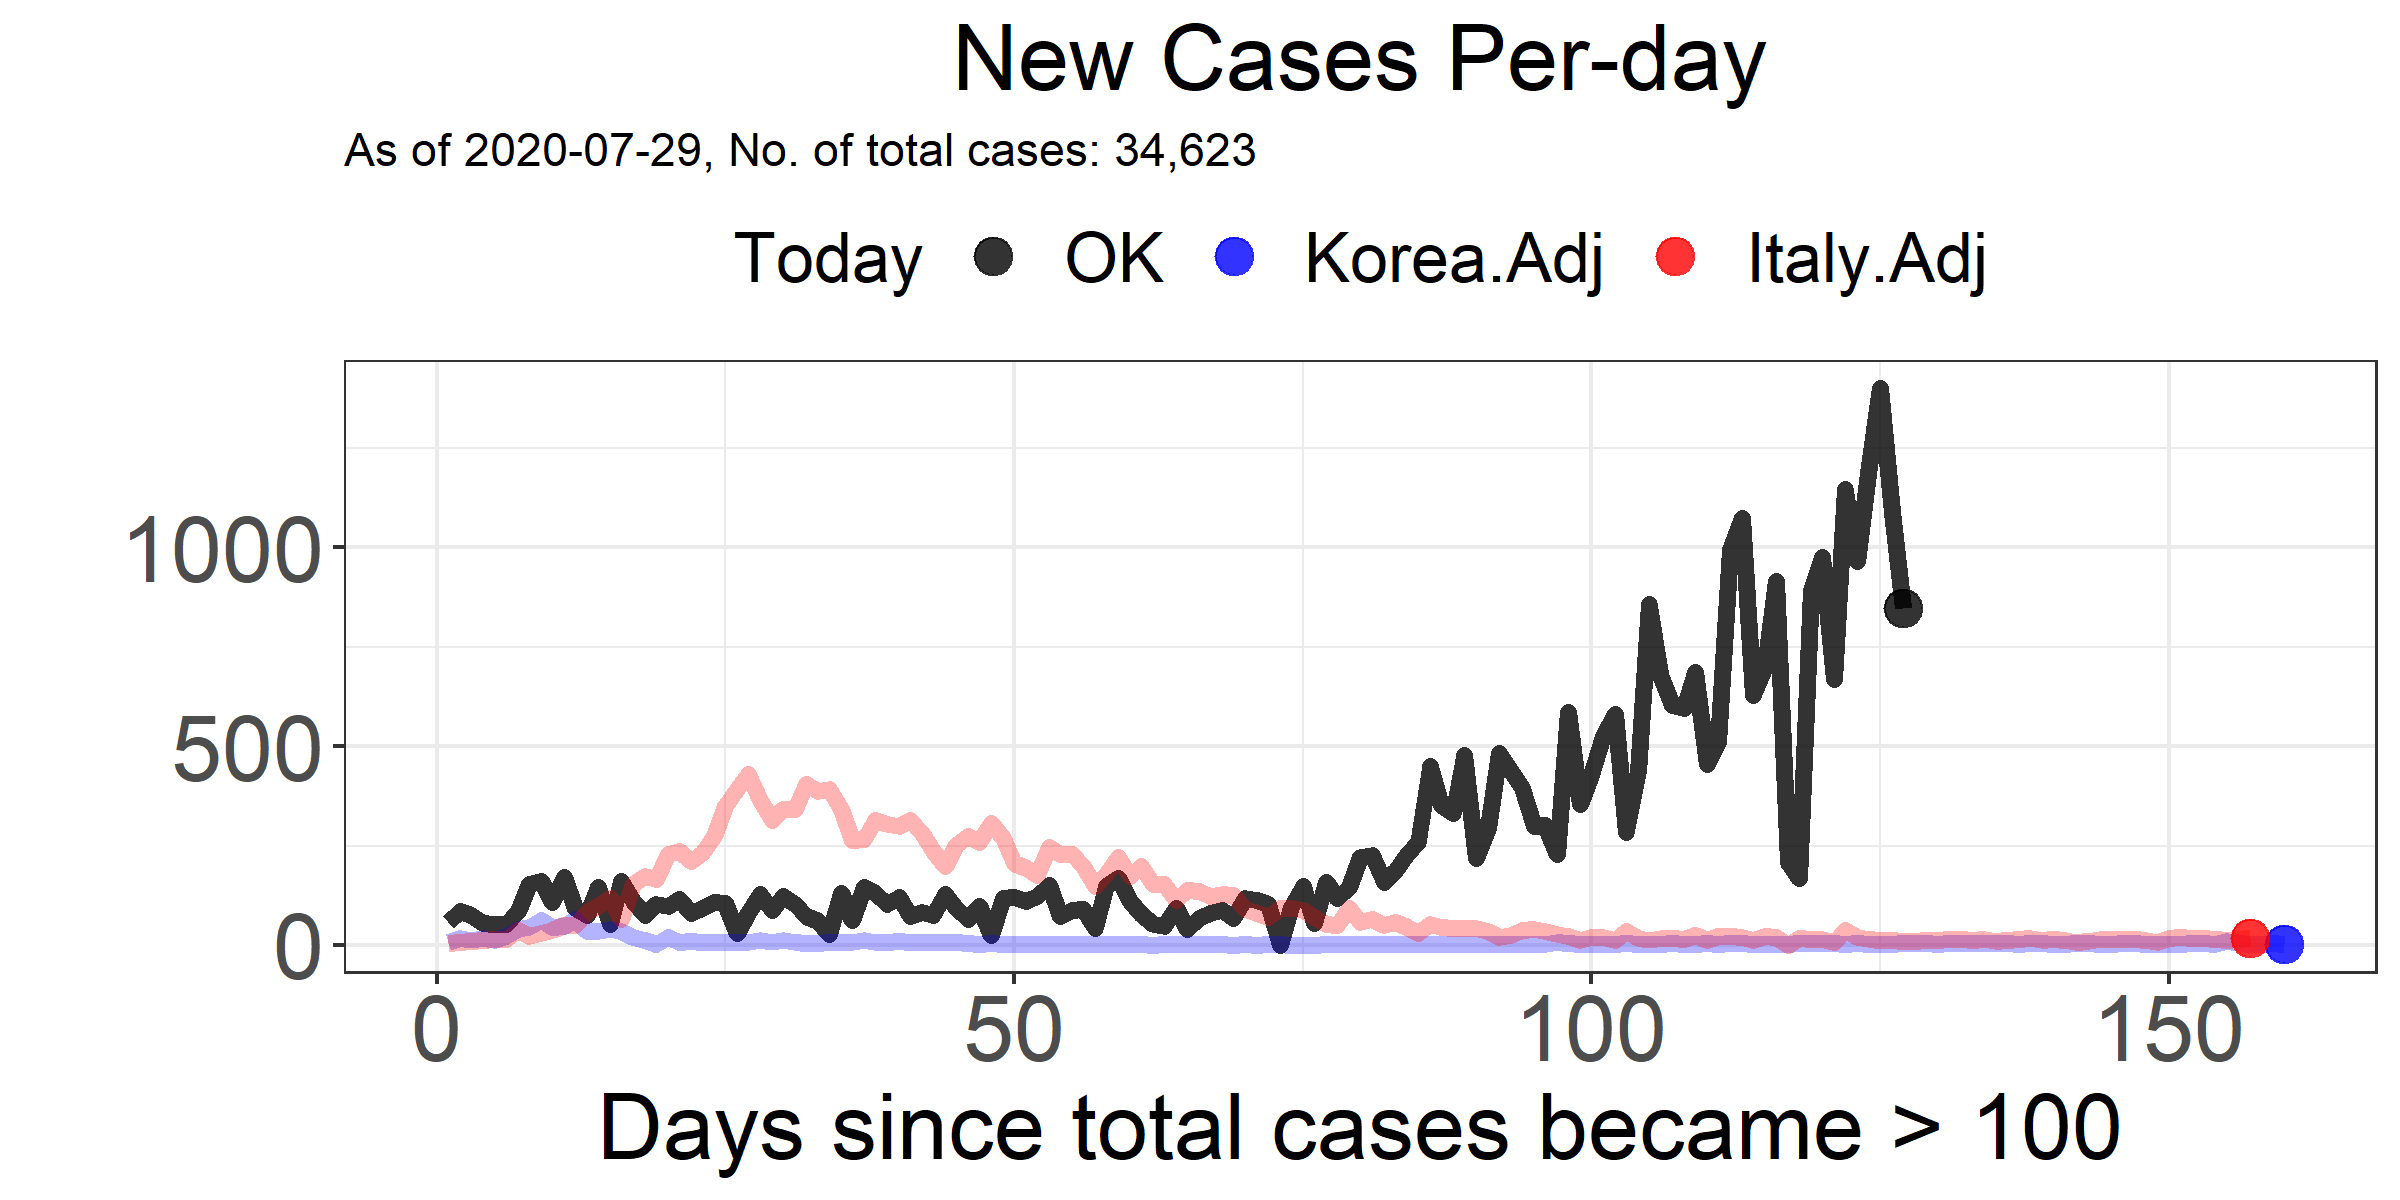 New Cases Per-day
As of 2020-07-29, No. of total cases: 34,623
Today OK Korea.Adj Italy.Adj
1000
500
0
0 50 100 150
Days since total cases became > 100